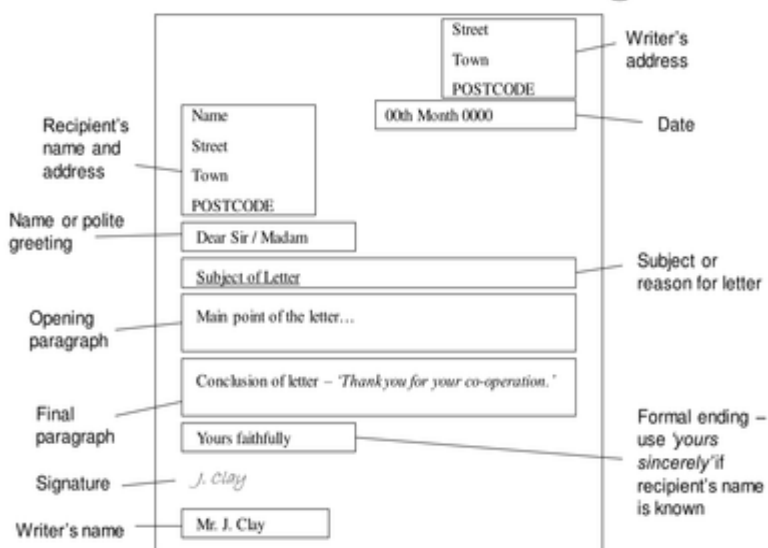 Street
Town
POSTCODE
Writer's
address
00th Month 0000
Date
Recipient's
name and
address
Name
Street
Town
POSTCODE
Name or polite
greeting
Dear Sir / Madam
Subject of Letter
Subject or
reason for letter
Opening
paragraph
Main point of the letter…
Conclusion of letter – 'Thank you for your co-operation.'
Final
paragraph
Yours faithfully
Formal ending –
use 'yours
sincerely' if
recipient's name
is known
Signature
J. Clay
Writer's name
Mr. J. Clay